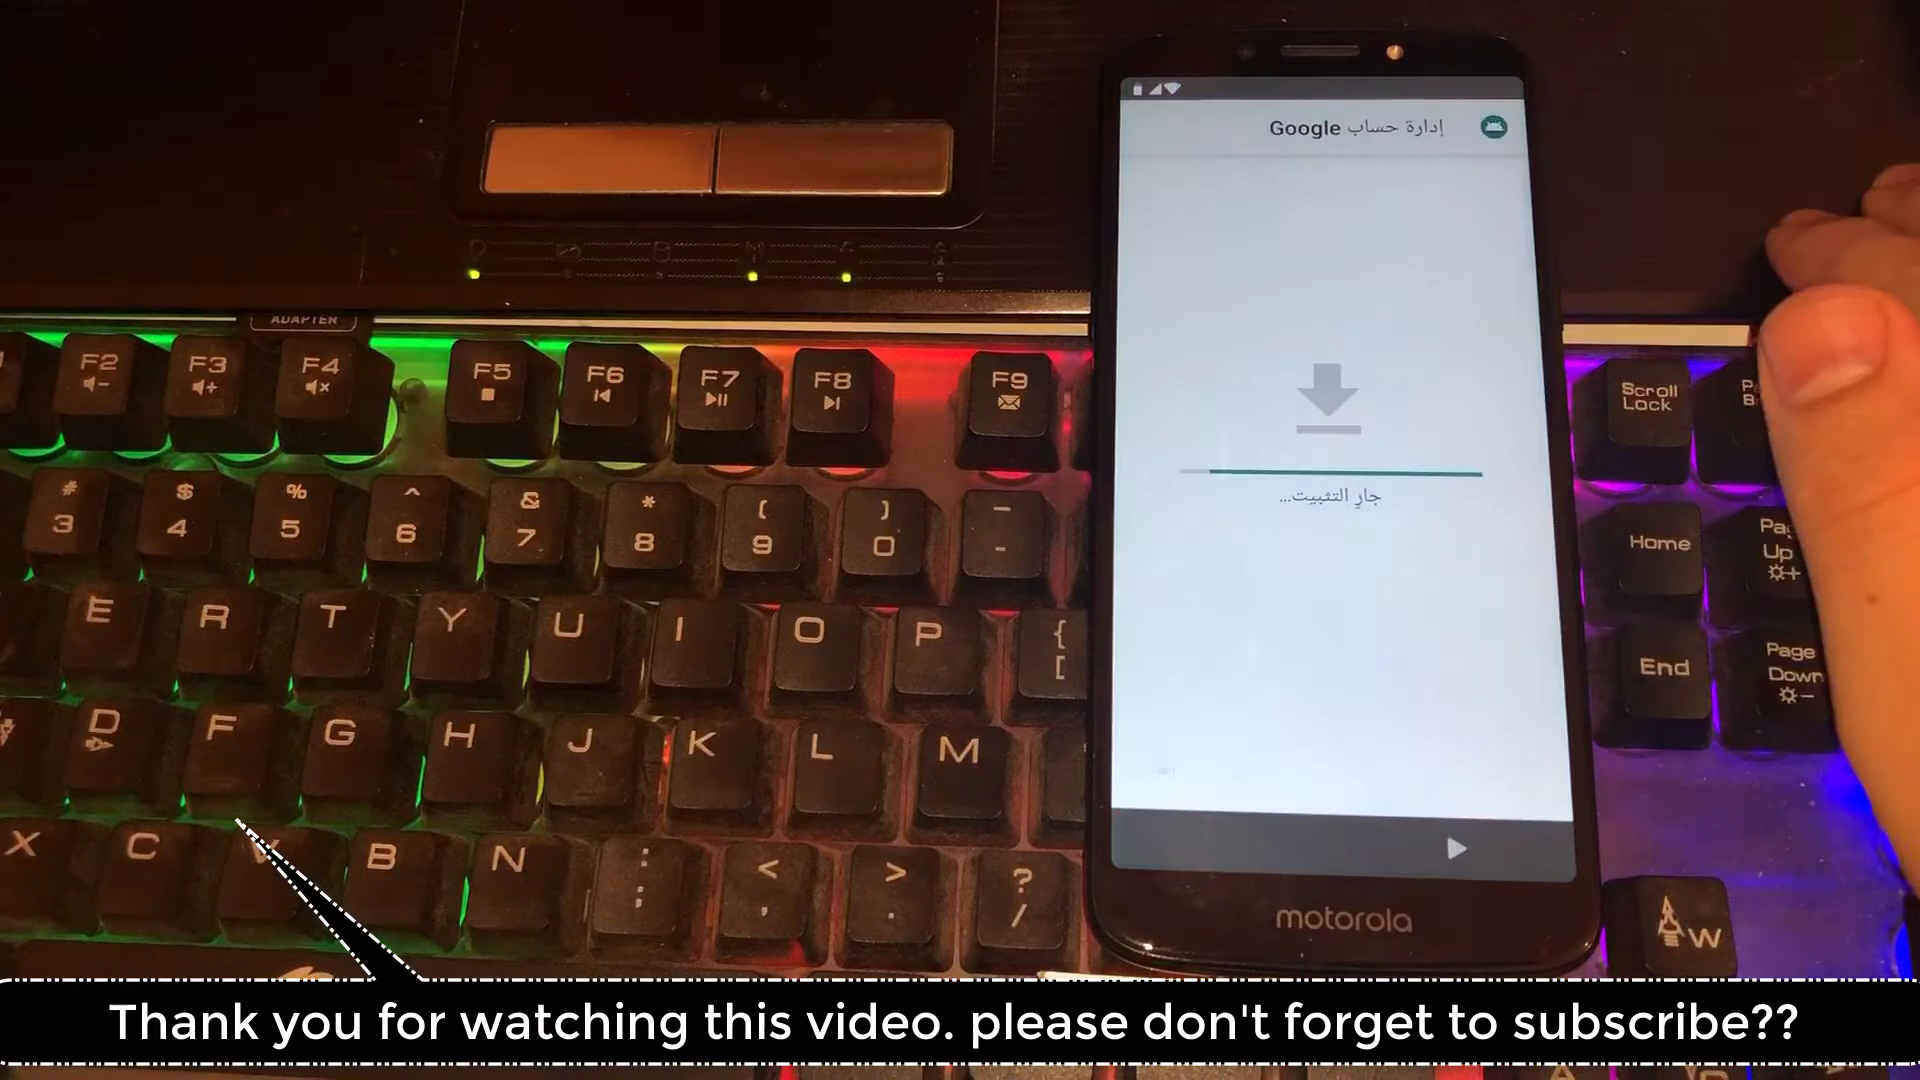 إدارة حساب Google
جارٍ التثبيت...
motorola
ADAPTER
F2
F3
F4
F5
F6
F7
F8
F9
Scroll
Lock
# 3
$ 4
% 5
^ 6
& 7
* 8
( 9
) 0
- -
Home
Up
E R T Y U I O P { [
End
Page
Down
D F G H J K L M
X C V B N : ; < , > . ? /
W
Thank you for watching this video. please don't forget to subscribe??